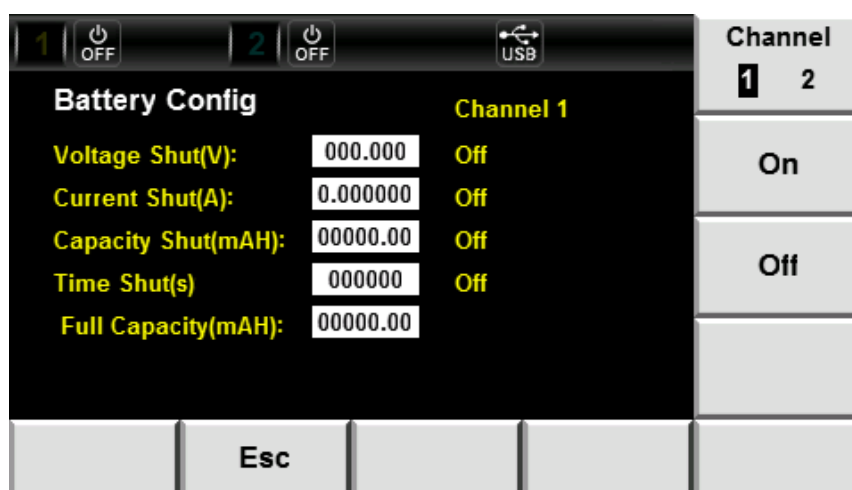 1 OFF 2 OFF USB
Channel
1 2
Battery Config
Channel 1
Voltage Shut(V): 000.000 Off
Current Shut(A): 0.000000 Off
Capacity Shut(mAH): 00000.00 Off
Time Shut(s) 000000 Off
Full Capacity(mAH): 00000.00
On
Off
Esc